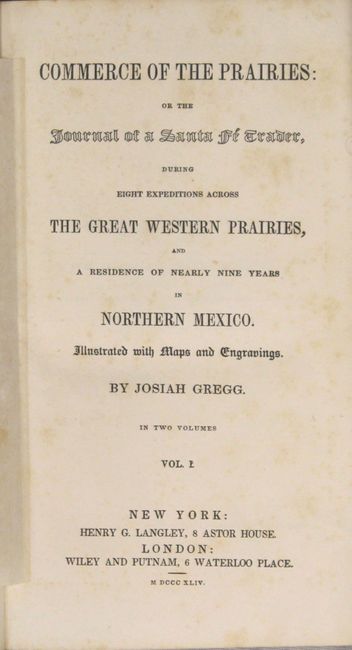 COMMERCE OF THE PRAIRIES:
OR THE
Journal of a Santa Fé Trader,
DURING
EIGHT EXPEDITIONS ACROSS
THE GREAT WESTERN PRAIRIES,
AND
A RESIDENCE OF NEARLY NINE YEARS
IN
NORTHERN MEXICO.
Illustrated with Maps and Engravings.
BY JOSIAH GREGG.
IN TWO VOLUMES
VOL. I.
NEW YORK:
HENRY G. LANGLEY, 8 ASTOR HOUSE.
LONDON:
WILEY AND PUTNAM, 6 WATERLOO PLACE.
M DCCC XLIV.